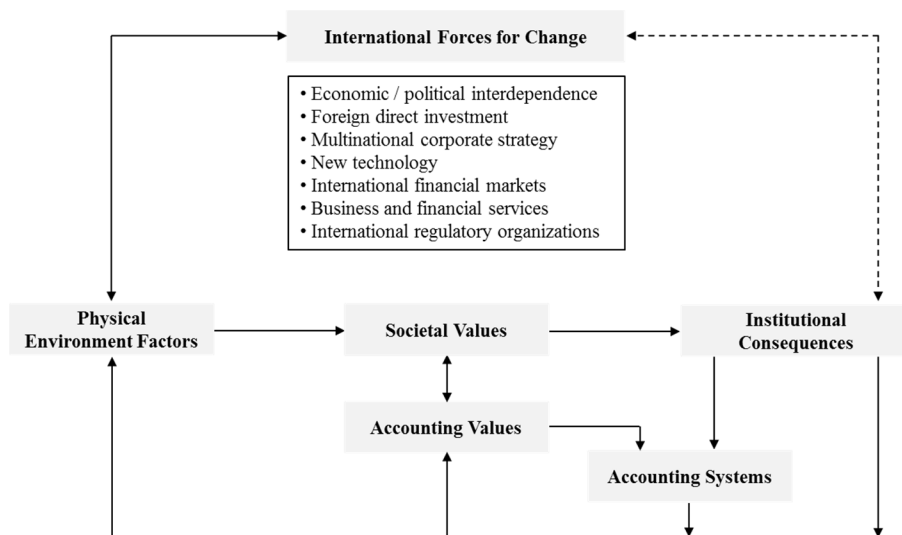 International Forces for Change
• Economic / political interdependence
• Foreign direct investment
• Multinational corporate strategy
• New technology
• International financial markets
• Business and financial services
• International regulatory organizations
Physical
Environment Factors
Societal Values
Institutional
Consequences
Accounting Values
Accounting Systems